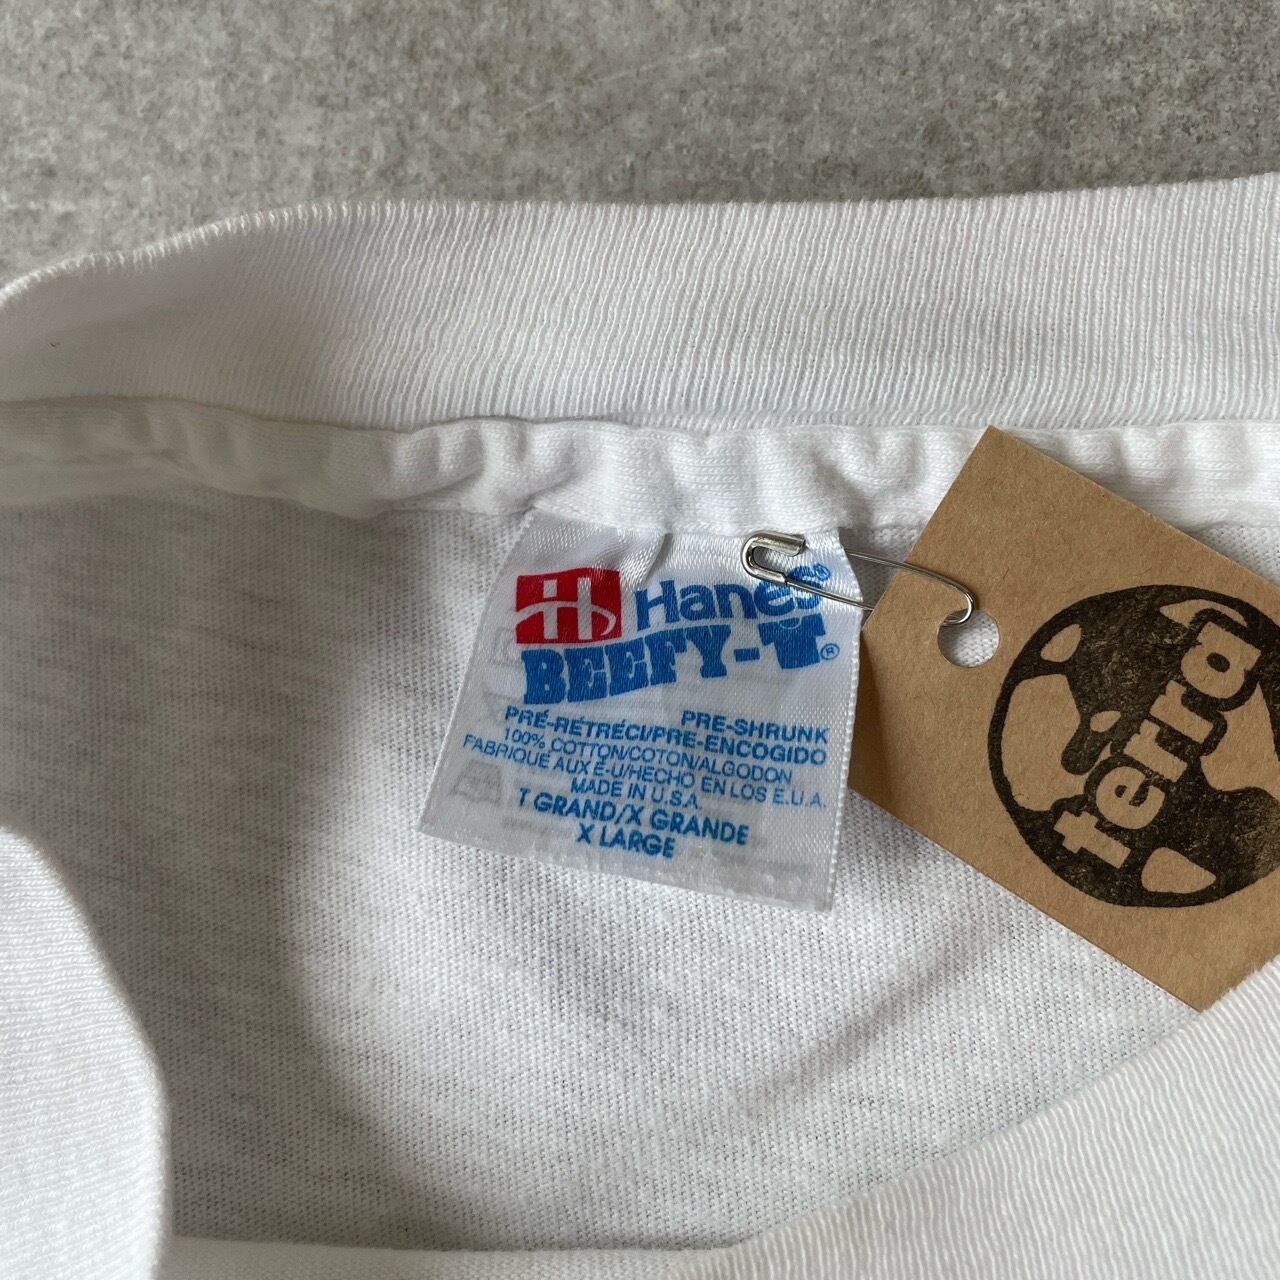 Hanes®
BEEFY-T®
PRE-SHRUNK
PRÉ-RÉTRÉCI/PRE-ENCOGIDO
100% COTTON/COTON/ALGODON
FABRIQUÉ AUX É-U/HECHO EN LOS E.U.A.
MADE IN U.S.A.
T GRAND/X GRANDE
X LARGE
terra